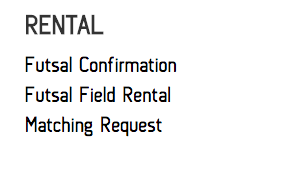 RENTAL
Futsal Confirmation
Futsal Field Rental
Matching Request